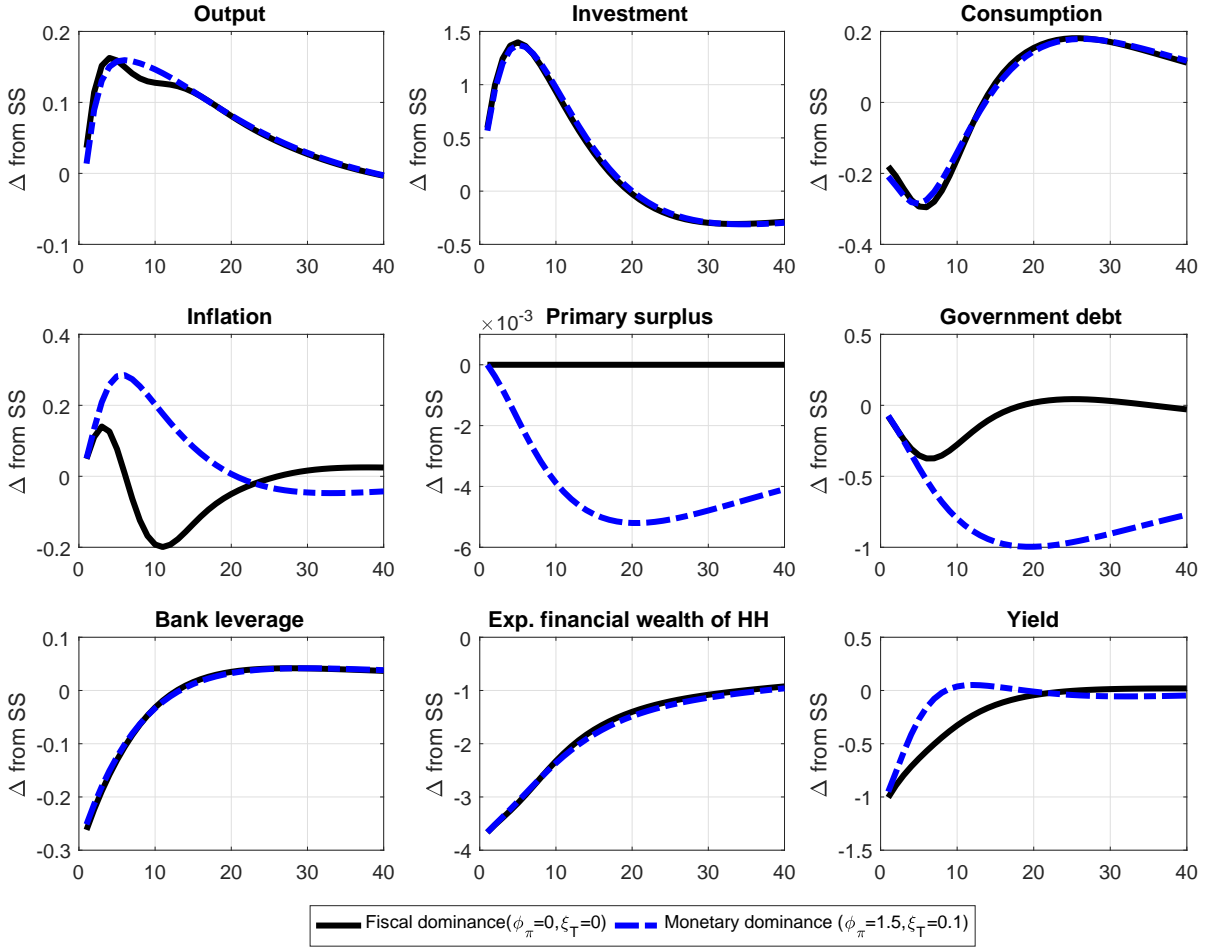 Output
Investment
Consumption
Δ from SS
0.2
0.1
0
-0.1
0 10 20 30 40
Δ from SS
1.5
1
0.5
0
-0.5
0 10 20 30 40
Δ from SS
0.2
0
-0.2
-0.4
0 10 20 30 40
Inflation
×10⁻³ Primary surplus
Government debt
Δ from SS
0.4
0.2
0
-0.2
0 10 20 30 40
Δ from SS
0
-2
-4
-6
0 10 20 30 40
Δ from SS
0.5
0
-0.5
-1
0 10 20 30 40
Bank leverage
Exp. financial wealth of HH
Yield
Δ from SS
0.1
0
-0.1
-0.2
-0.3
0 10 20 30 40
Δ from SS
0
-1
-2
-3
-4
0 10 20 30 40
Δ from SS
0.5
0
-0.5
-1
-1.5
0 10 20 30 40
Fiscal dominance(ϕ_π=0,ξ_T=0) Monetary dominance (ϕ_π=1.5,ξ_T=0.1)